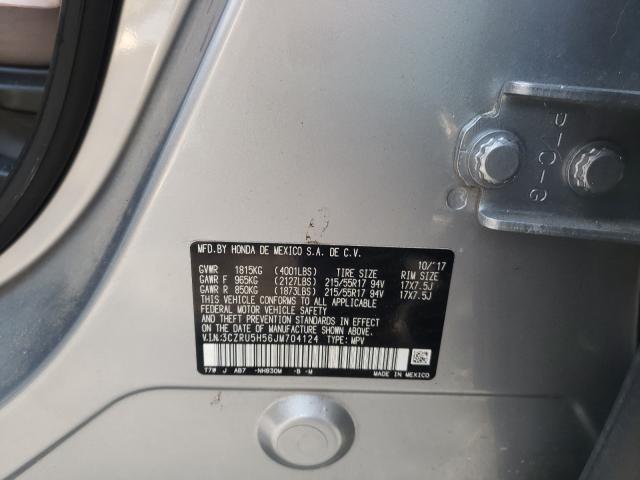 P-T-C-G
MFD.BY HONDA DE MEXICO S.A. DE C.V.
10/'17
GVWR 1815KG (4001LBS) TIRE SIZE RIM SIZE
GAWR F 965KG (2127LBS) 215/55R17 94V 17X7.5J
GAWR R 850KG (1873LBS) 215/55R17 94V 17X7.5J
THIS VEHICLE CONFORMS TO ALL APPLICABLE
FEDERAL MOTOR VEHICLE SAFETY
AND THEFT PREVENTION STANDARDS IN EFFECT
ON THE DATE OF MANUFACTURE SHOWN ABOVE.
V.I.N:3CZRU5H56JM704124 TYPE: MPV
T7@ J AB7 -NH830M -B -M MADE IN MEXICO